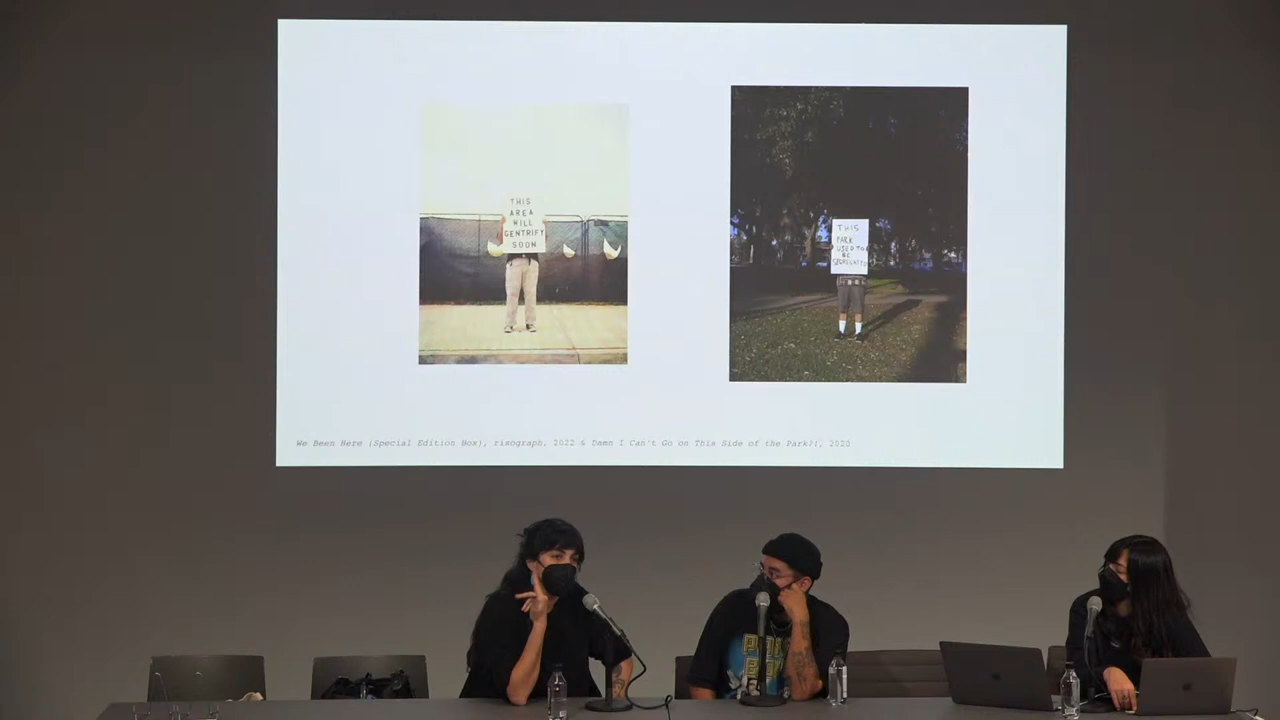 THIS
AREA
WILL
GENTRIFY
SOON
THIS
PARK
USED TO
BE
SEGREGATED
We Been Here (Special Edition Box), risograph, 2022 & Damn I Can't Go on This Side of the Park?!, 2020